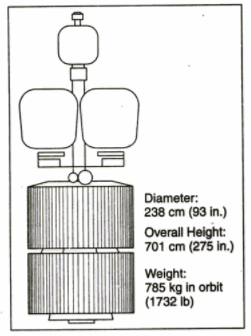 Diameter:
238 cm (93 in.)
Overall Height:
701 cm (275 in.)
Weight:
785 kg in orbit
(1732 lb)